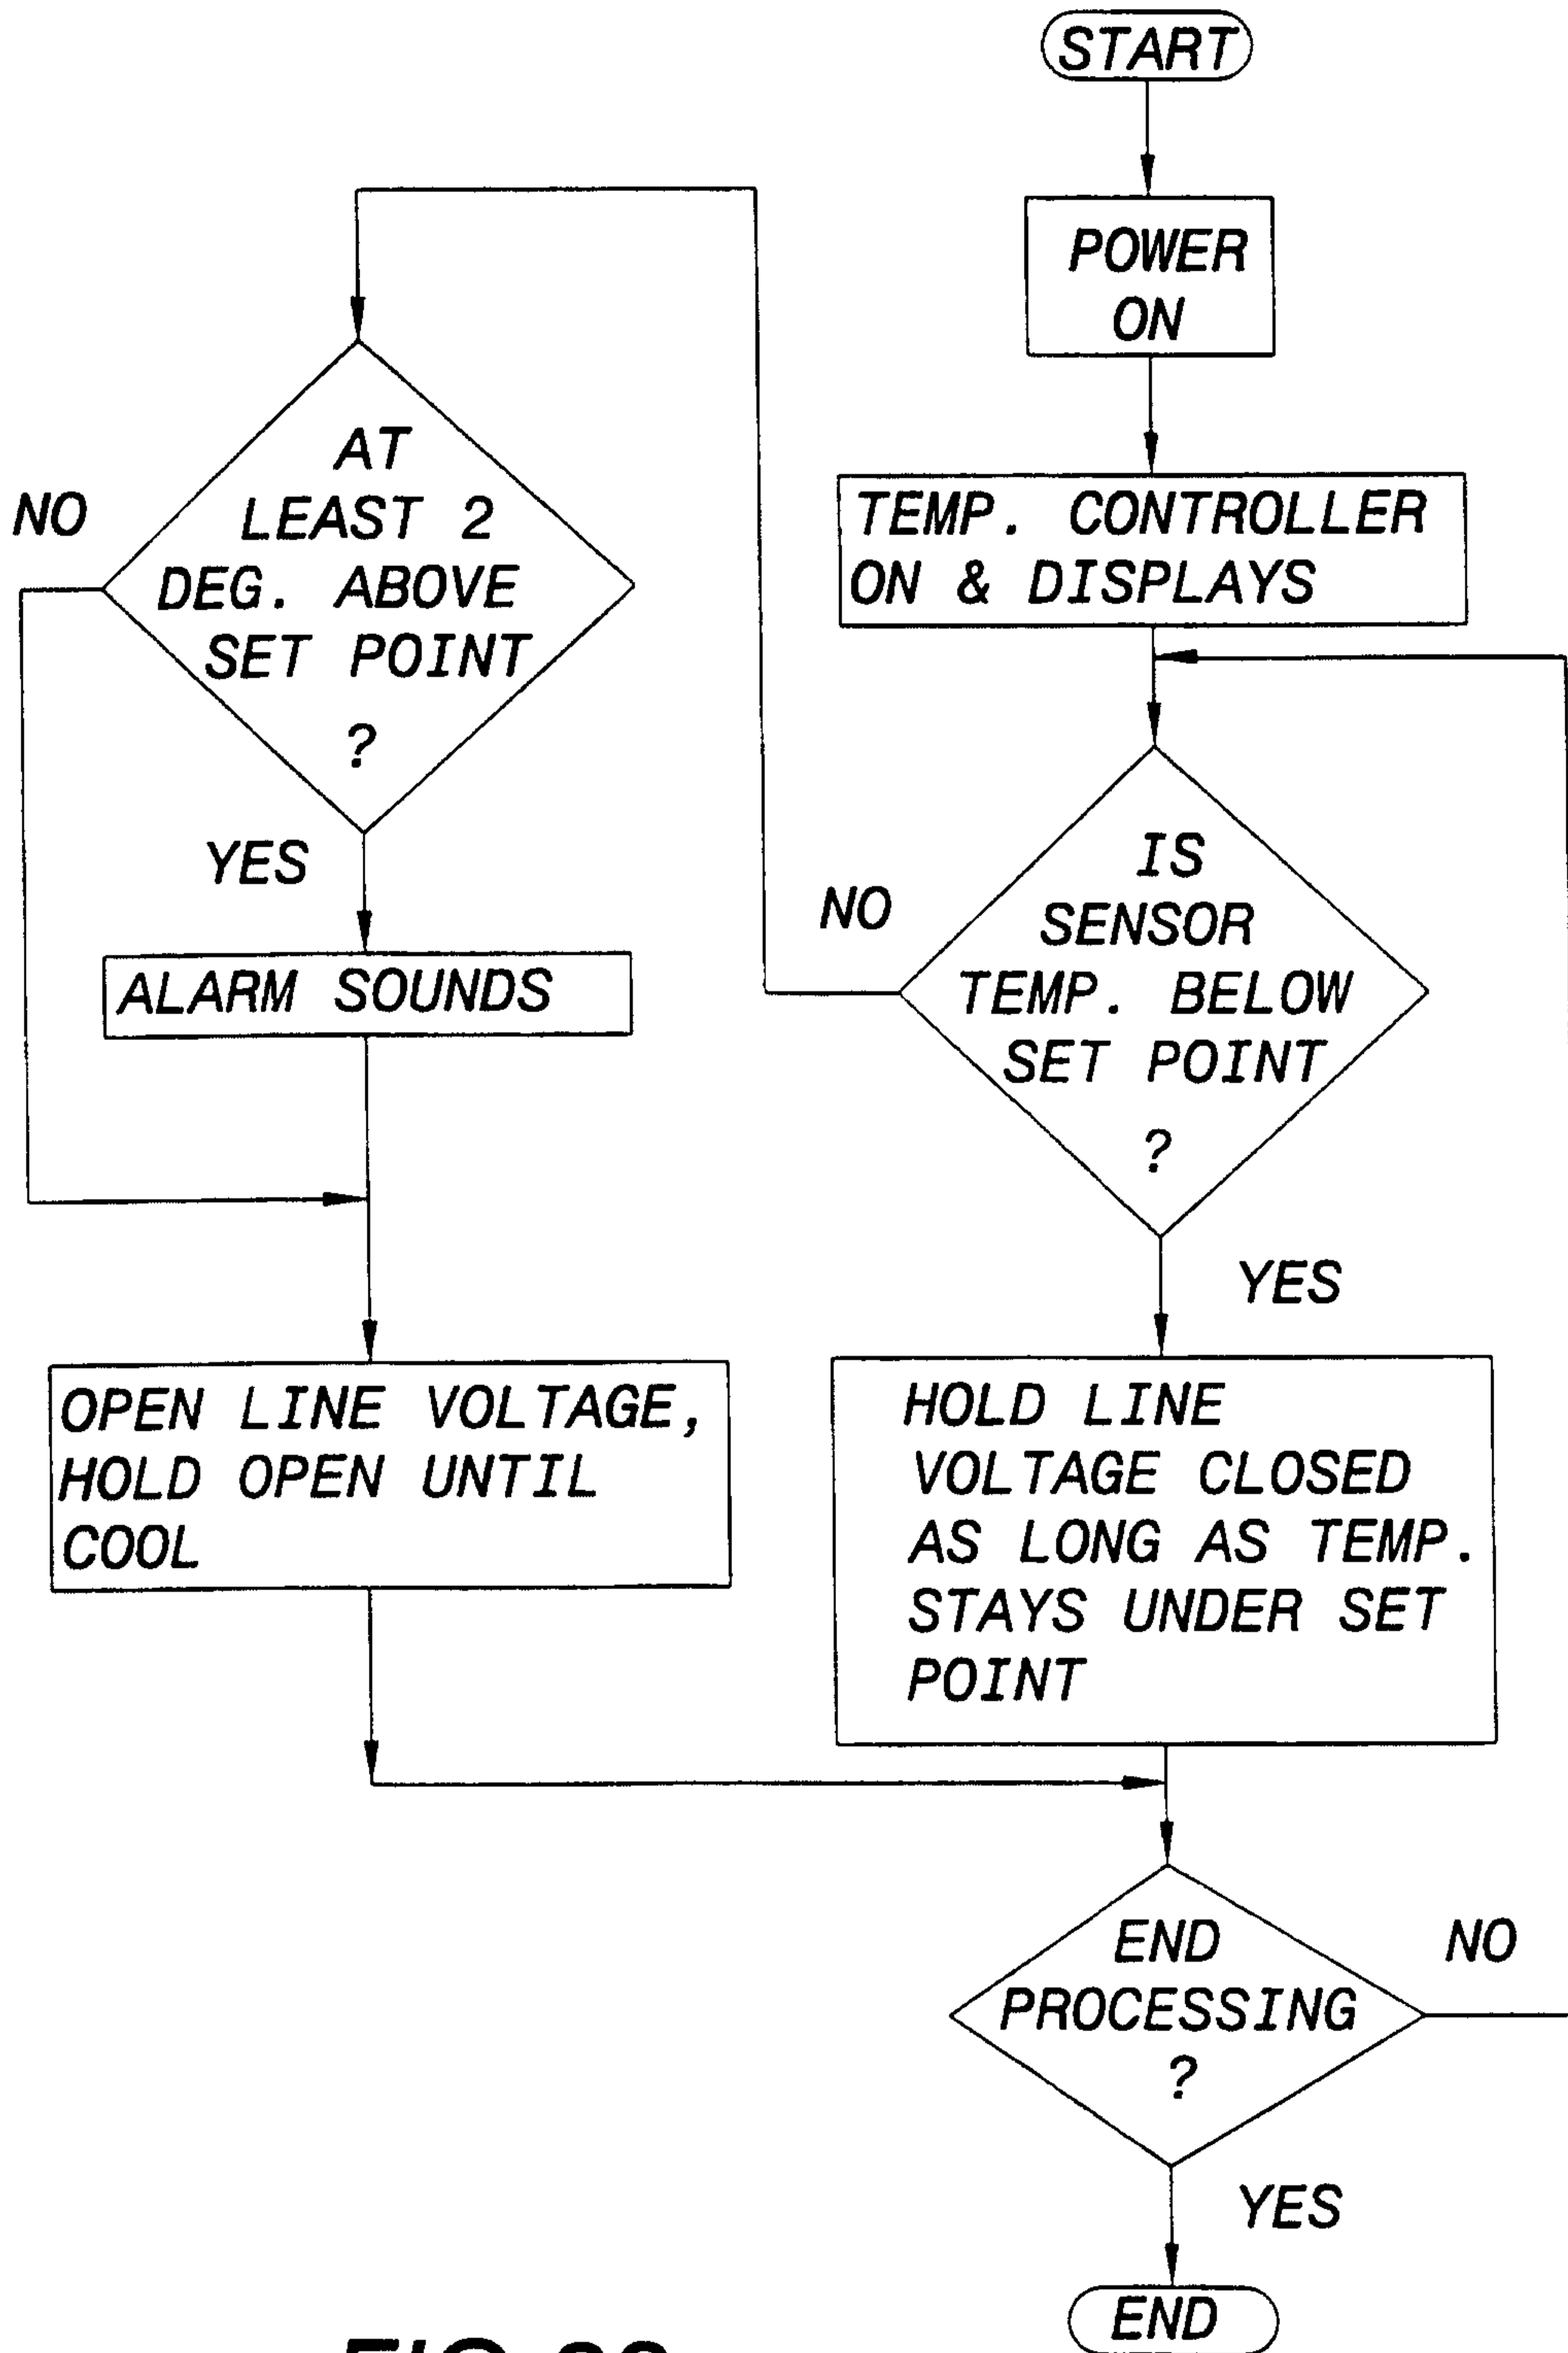 START
POWER
ON
TEMP. CONTROLLER
ON & DISPLAYS
IS
SENSOR
TEMP. BELOW
SET POINT
?
NO
YES
AT
LEAST 2
DEG. ABOVE
SET POINT
?
NO
YES
ALARM SOUNDS
OPEN LINE VOLTAGE,
HOLD OPEN UNTIL
COOL
HOLD LINE
VOLTAGE CLOSED
AS LONG AS TEMP.
STAYS UNDER SET
POINT
END
PROCESSING
?
NO
YES
END